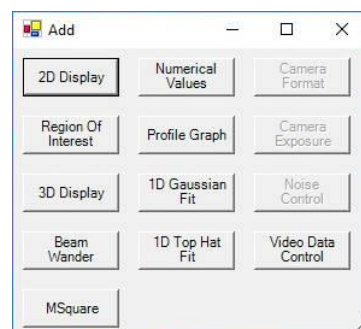 Add
2D Display
Numerical
Values
Camera
Format
Region Of
Interest
Profile Graph
Camera
Exposure
3D Display
1D Gaussian
Fit
Noise
Control
Beam
Wander
1D Top Hat
Fit
Video Data
Control
MSquare